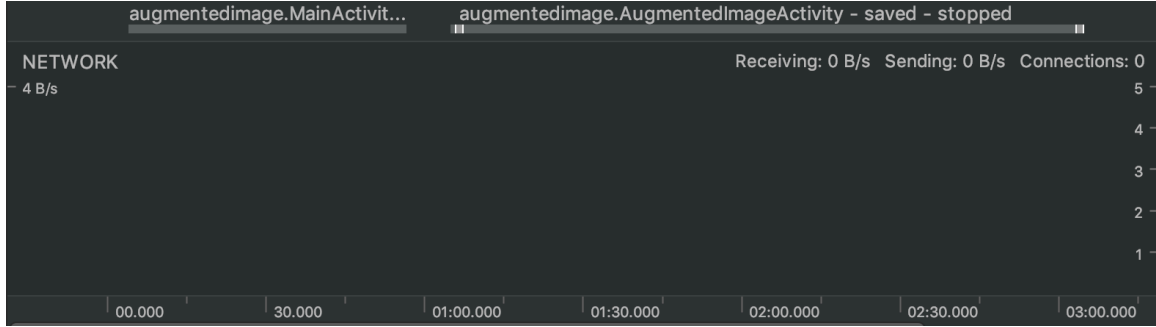 augmentedimage.MainActivit... augmentedimage.AugmentedImageActivity - saved - stopped
NETWORK Receiving: 0 B/s Sending: 0 B/s Connections: 0
4 B/s 5
4
3
2
1
00.000 30.000 01:00.000 01:30.000 02:00.000 02:30.000 03:00.000